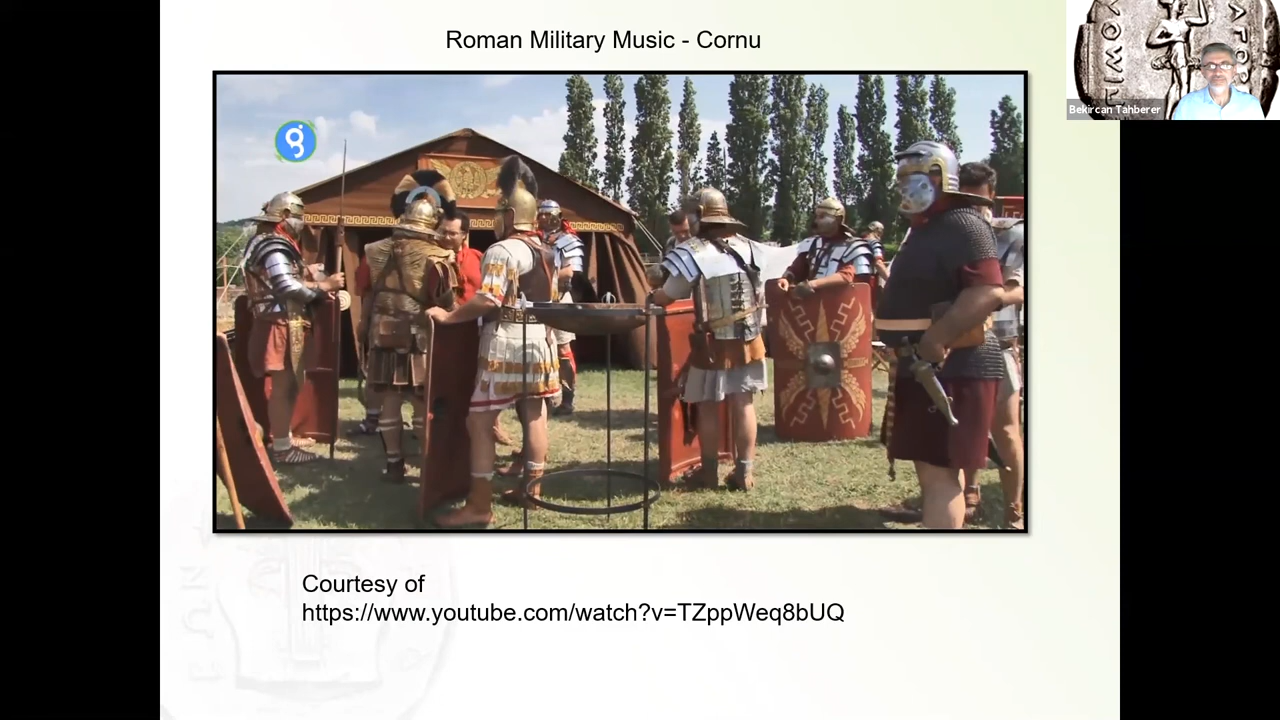 Roman Military Music - Cornu
Bekircan Tahberer
Courtesy of
https://www.youtube.com/watch?v=TZppWeq8bUQ